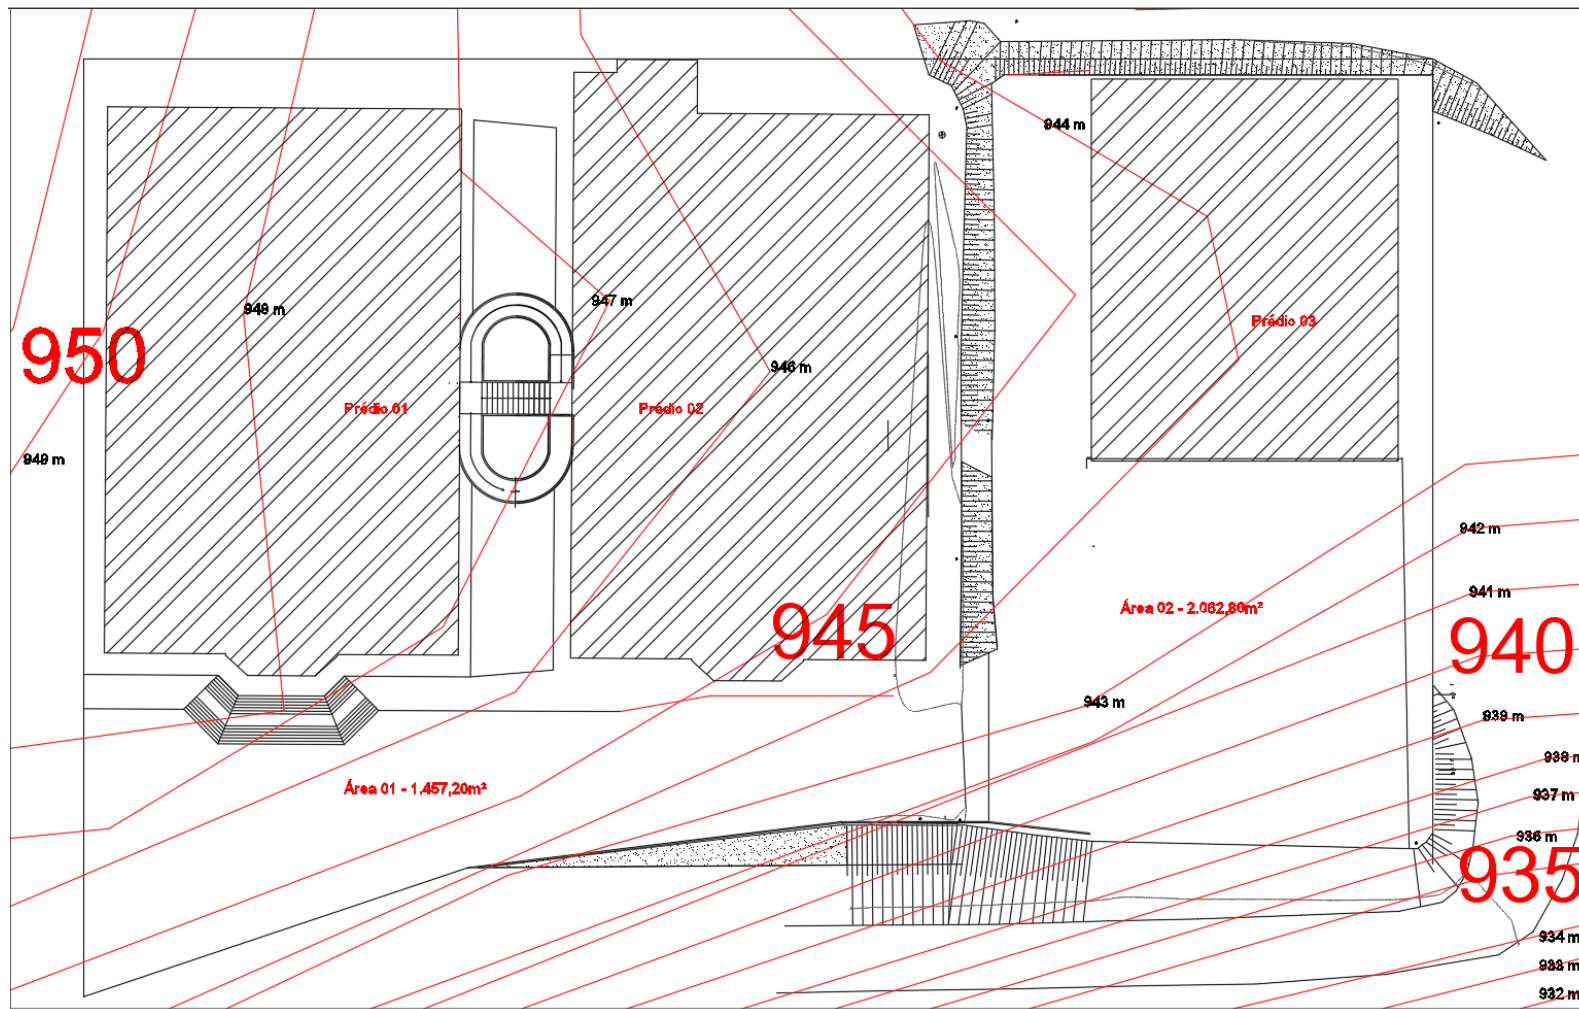 944 m
947 m
949 m
Prédio 03
950
946 m
Prédio 01
Prédio 02
949 m
942 m
941 m
Área 02 - 2.062,80m²
945
940
943 m
939 m
938 m
Área 01 - 1.457,20m²
937 m
936 m
935
934 m
933 m
932 m